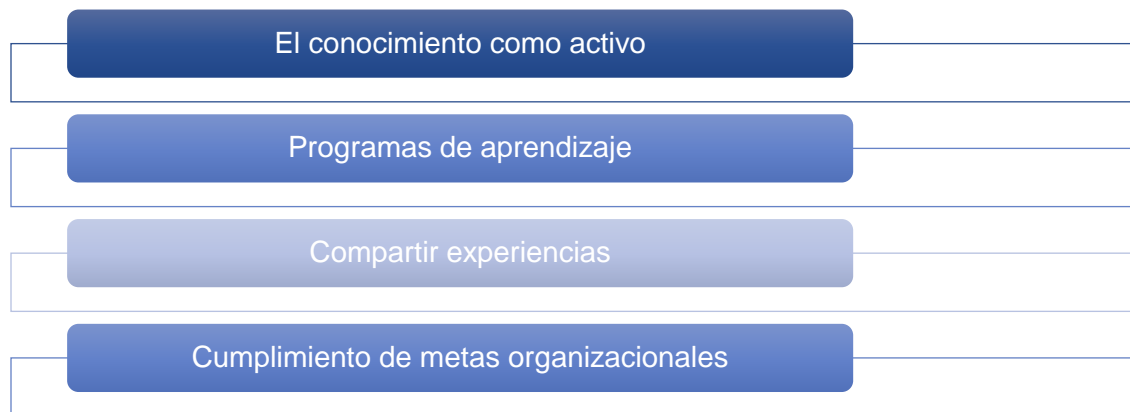 El conocimiento como activo
Programas de aprendizaje
Compartir experiencias
Cumplimiento de metas organizacionales